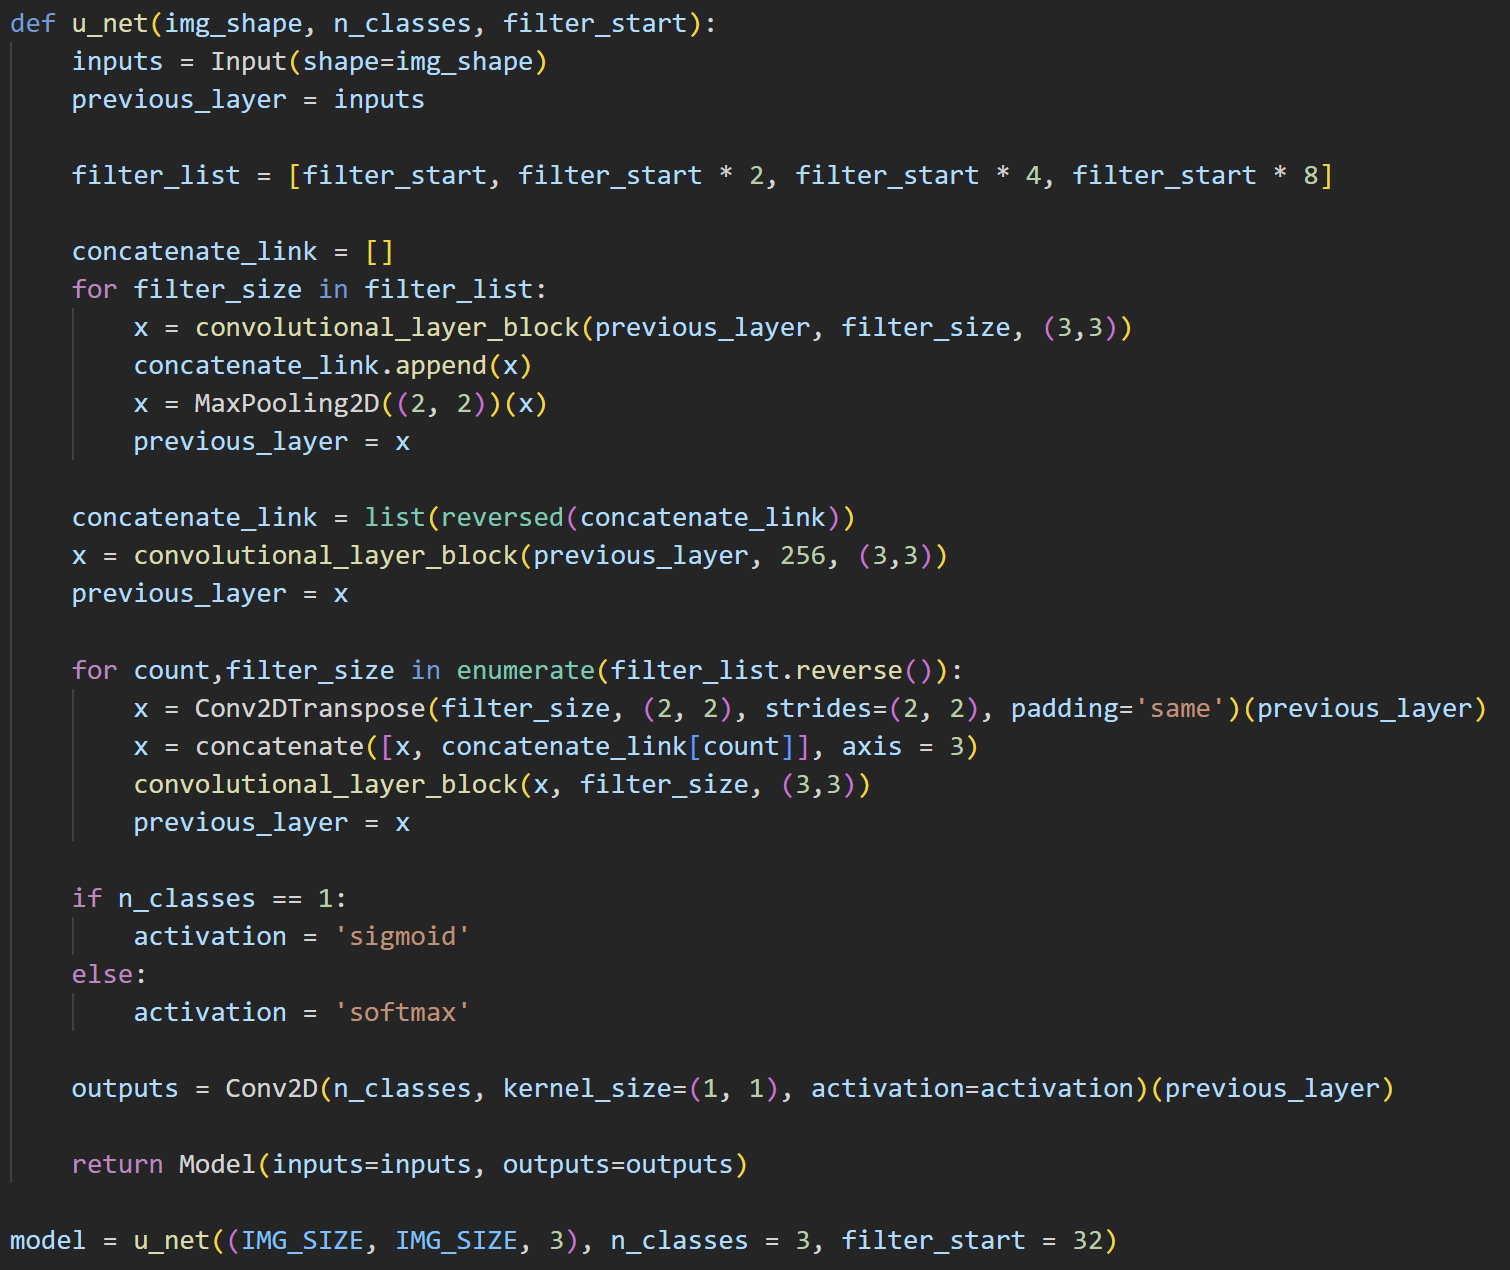 def u_net(img_shape, n_classes, filter_start):
    inputs = Input(shape=img_shape)
    previous_layer = inputs

    filter_list = [filter_start, filter_start * 2, filter_start * 4, filter_start * 8]

    concatenate_link = []
    for filter_size in filter_list:
        x = convolutional_layer_block(previous_layer, filter_size, (3,3))
        concatenate_link.append(x)
        x = MaxPooling2D((2, 2))(x)
        previous_layer = x

    concatenate_link = list(reversed(concatenate_link))
    x = convolutional_layer_block(previous_layer, 256, (3,3))
    previous_layer = x

    for count,filter_size in enumerate(filter_list.reverse()):
        x = Conv2DTranspose(filter_size, (2, 2), strides=(2, 2), padding='same')(previous_layer)
        x = concatenate([x, concatenate_link[count]], axis = 3)
        convolutional_layer_block(x, filter_size, (3,3))
        previous_layer = x

    if n_classes == 1:
        activation = 'sigmoid'
    else:
        activation = 'softmax'

    outputs = Conv2D(n_classes, kernel_size=(1, 1), activation=activation)(previous_layer)

    return Model(inputs=inputs, outputs=outputs)

model = u_net((IMG_SIZE, IMG_SIZE, 3), n_classes = 3, filter_start = 32)